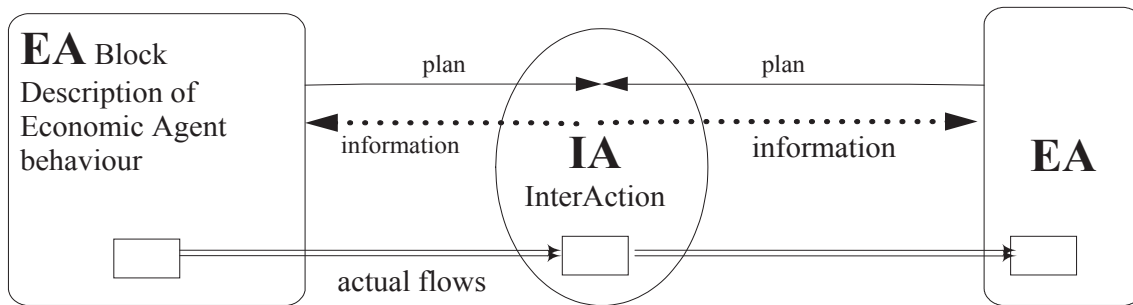 EA Block
Description of
Economic Agent
behaviour
plan
plan
information
information
IA
InterAction
EA
actual flows